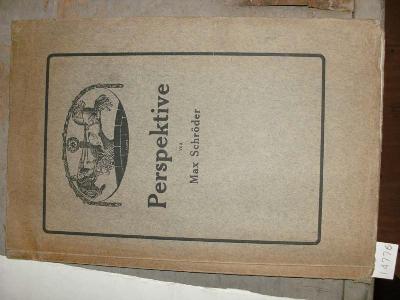 Perspektive
von
Max Schröder
14776